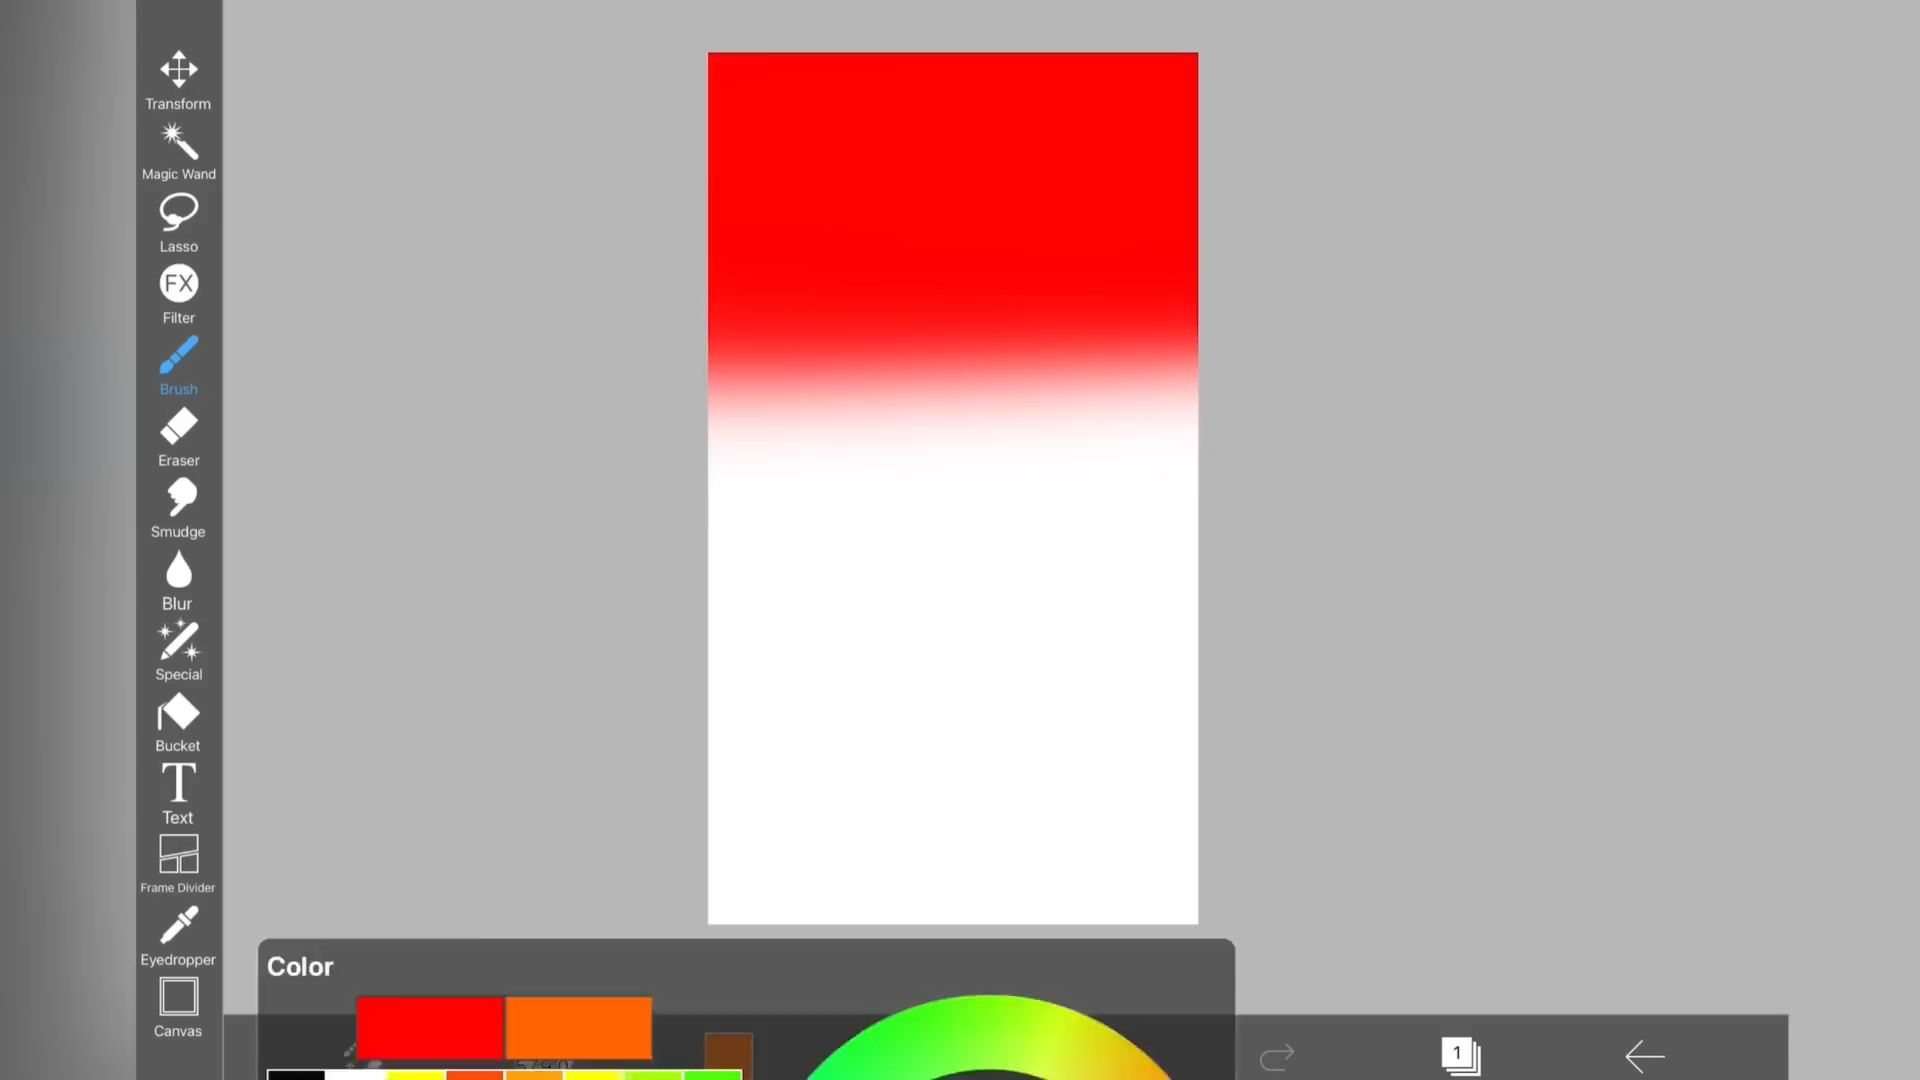 Transform
Magic Wand
Lasso
FX
Filter
Brush
Eraser
Smudge
Blur
Special
Bucket
T
Text
Frame Divider
Eyedropper
Canvas
Color
1